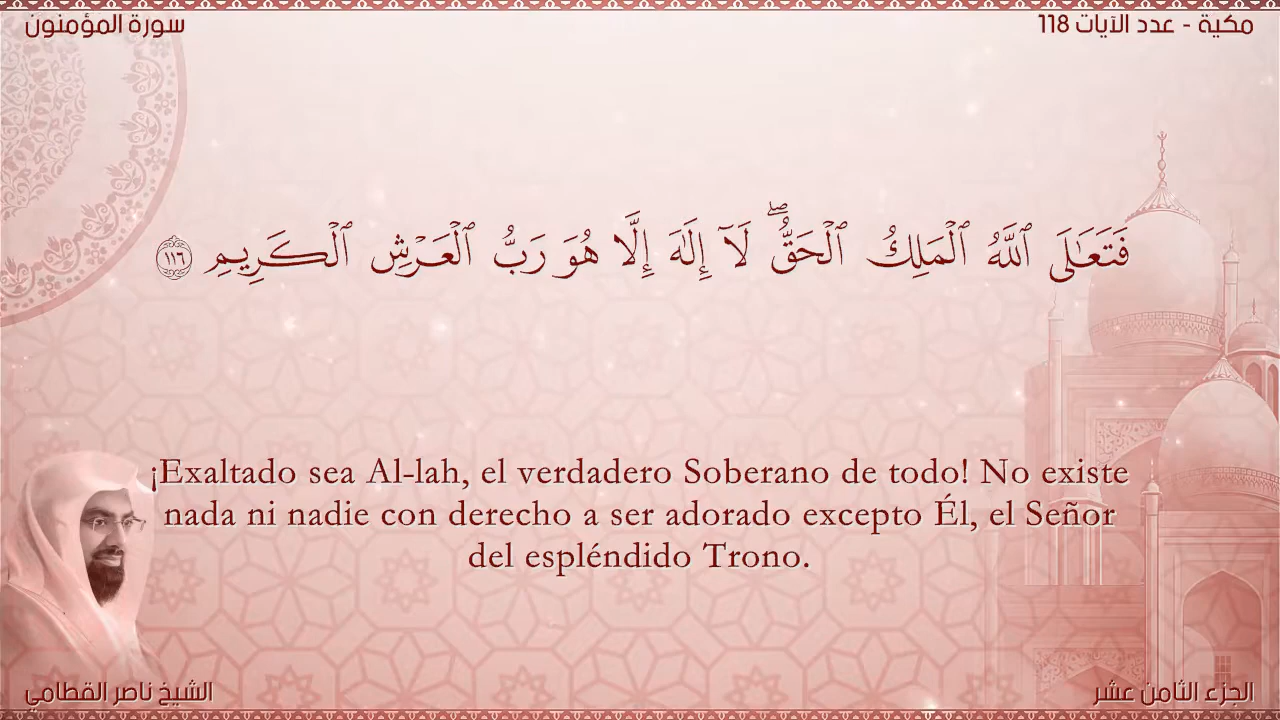 سورة المؤمنون
مكية - عدد الآيات 118
فَتَعَـٰلَى ٱللَّهُ ٱلْمَلِكُ ٱلْحَقُّ ۖ لَآ إِلَـٰهَ إِلَّا هُوَ رَبُّ ٱلْعَرْشِ ٱلْكَرِيمِ ١١٦
¡Exaltado sea Al-lah, el verdadero Soberano de todo! No existe
nada ni nadie con derecho a ser adorado excepto Él, el Señor
del espléndido Trono.
الشيخ ناصر القطامي
الجزء الثامن عشر